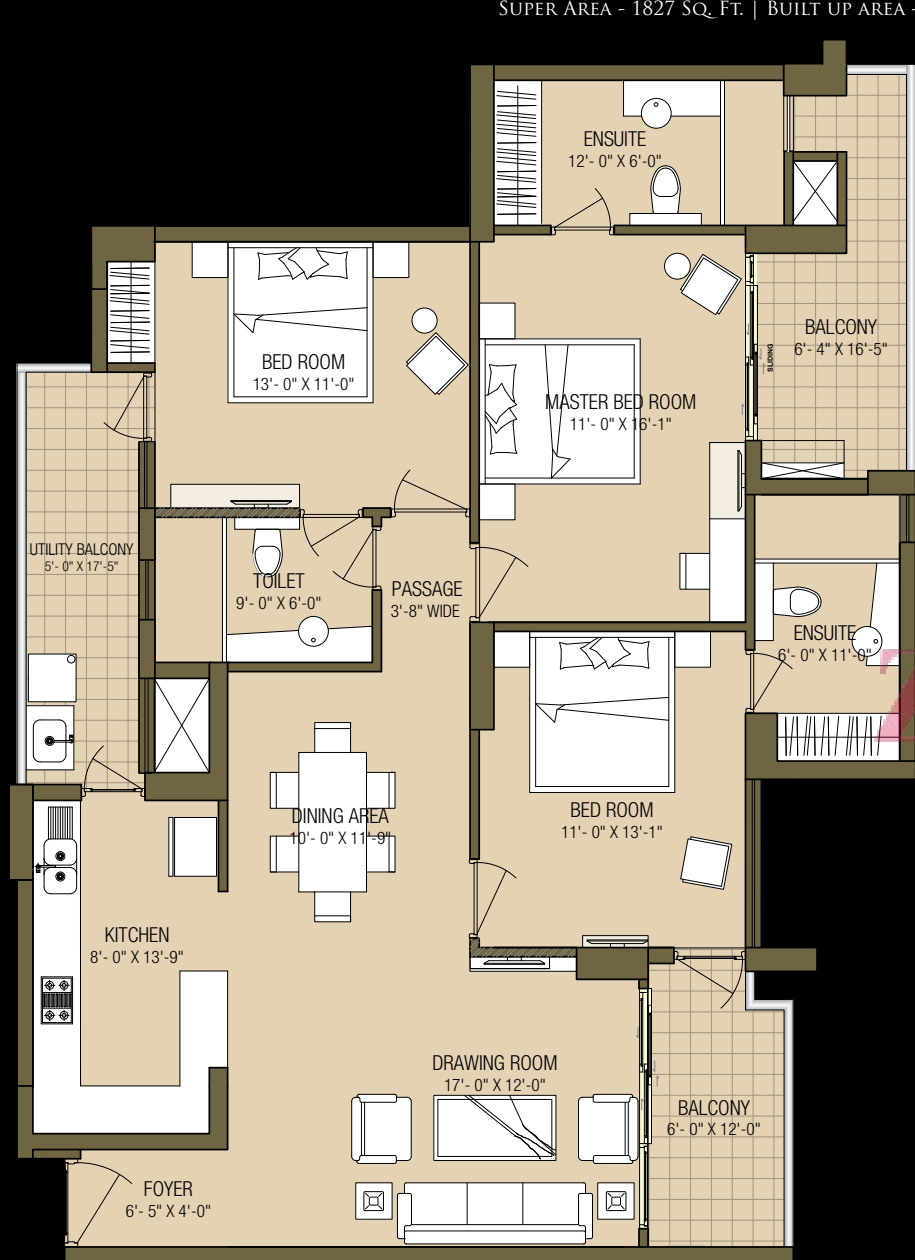 SUPER AREA - 1827 SQ. FT. | BUILT UP AREA -
ENSUITE
12'- 0" X 6'-0"
BED ROOM
13'- 0" X 11'-0"
BALCONY
6'- 4" X 16'-5"
SLIDING
MASTER BED ROOM
11'- 0" X 16'-1"
UTILITY BALCONY
5'- 0" X 17'-5"
TOILET
9'- 0" X 6'-0"
PASSAGE
3'-8" WIDE
ENSUITE
6'- 0" X 11'-0"
DINING AREA
10'- 0" X 11'-9"
BED ROOM
11'- 0" X 13'-1"
KITCHEN
8'- 0" X 13'-9"
DRAWING ROOM
17'- 0" X 12'-0"
BALCONY
6'- 0" X 12'-0"
FOYER
6'- 5" X 4'-0"